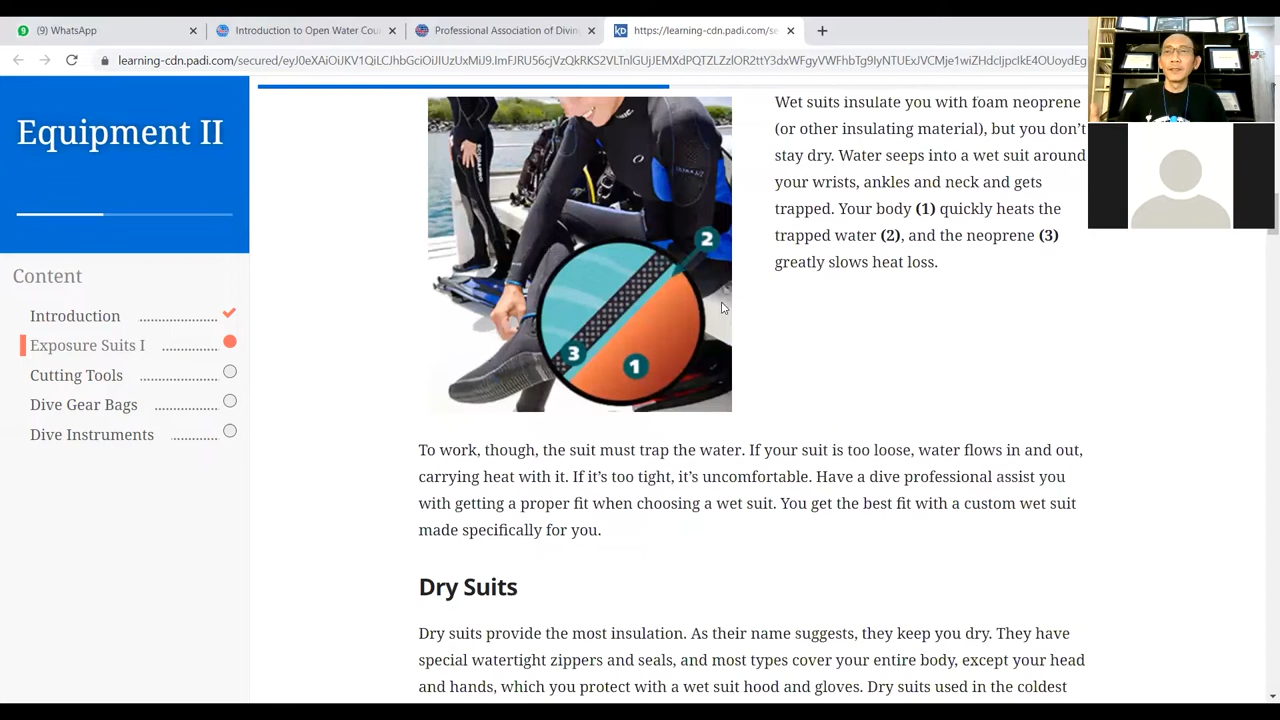 (9) WhatsApp
Introduction to Open Water Cou
Professional Association of Divin
https://learning-cdn.padi.com/se
Equipment II
Content
Introduction
Exposure Suits I
Cutting Tools
Dive Gear Bags
Dive Instruments
2
3
1
Wet suits insulate you with foam neoprene
(or other insulating material), but you don’t
stay dry. Water seeps into a wet suit around
your wrists, ankles and neck and gets
trapped. Your body (1) quickly heats the
trapped water (2), and the neoprene (3)
greatly slows heat loss.
To work, though, the suit must trap the water. If your suit is too loose, water flows in and out,
carrying heat with it. If it’s too tight, it’s uncomfortable. Have a dive professional assist you
with getting a proper fit when choosing a wet suit. You get the best fit with a custom wet suit
made specifically for you.
Dry Suits
Dry suits provide the most insulation. As their name suggests, they keep you dry. They have
special watertight zippers and seals, and most types cover your entire body, except your head
and hands, which you protect with a wet suit hood and gloves. Dry suits used in the coldest